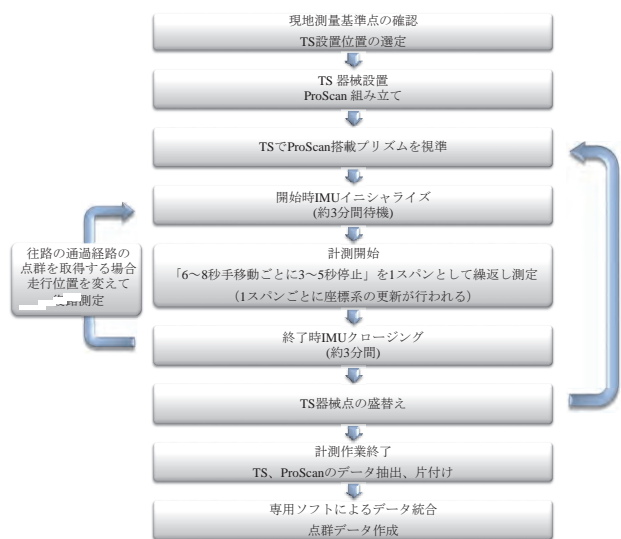 現地測量基準点の確認
TS設置位置の選定
TS 器械設置
ProScan 組み立て
TSでProScan搭載プリズムを視準
開始時IMUイニシャライズ
(約3分間待機)
往路の通過経路の
点群を取得する場合
走行位置を変えて
路測定
計測開始
「6〜8秒手移動ごとに3〜5秒停止」を1スパンとして繰返し測定
（1スパンごとに座標系の更新が行われる）
終了時IMUクロージング
(約3分間)
TS器械点の盛替え
計測作業終了
TS、ProScanのデータ抽出、片付け
専用ソフトによるデータ統合
点群データ作成